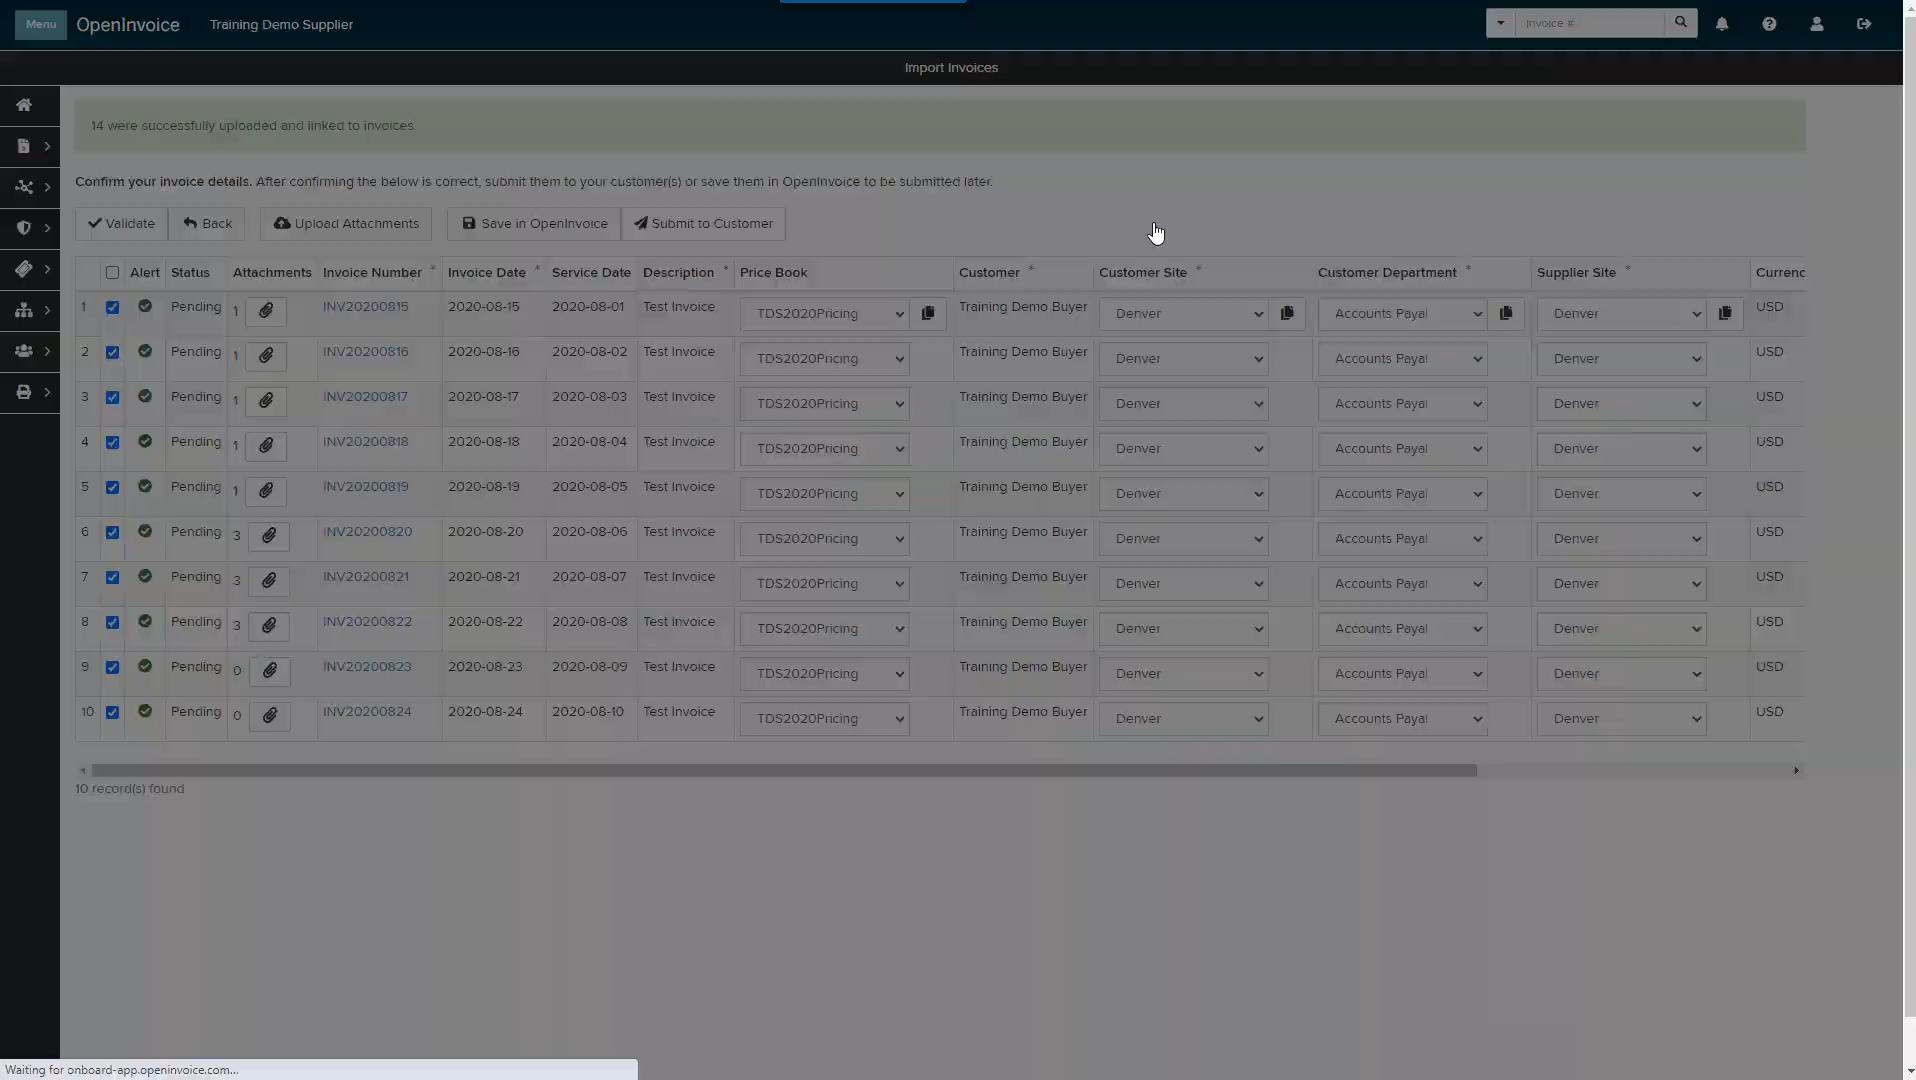 Menu OpenInvoice Training Demo Supplier Invoice #
Import Invoices
14 were successfully uploaded and linked to invoices.
Confirm your invoice details. After confirming the below is correct, submit them to your customer(s) or save them in OpenInvoice to be submitted later.
Validate Back Upload Attachments Save in OpenInvoice Submit to Customer
Alert Status Attachments Invoice Number * Invoice Date * Service Date Description * Price Book Customer * Customer Site * Customer Department * Supplier Site * Currenc
1 Pending 1 INV20200815 2020-08-15 2020-08-01 Test Invoice TDS2020Pricing Training Demo Buyer Denver Accounts Payal Denver USD
2 Pending 1 INV20200816 2020-08-16 2020-08-02 Test Invoice TDS2020Pricing Training Demo Buyer Denver Accounts Payal Denver USD
3 Pending 1 INV20200817 2020-08-17 2020-08-03 Test Invoice TDS2020Pricing Training Demo Buyer Denver Accounts Payal Denver USD
4 Pending 1 INV20200818 2020-08-18 2020-08-04 Test Invoice TDS2020Pricing Training Demo Buyer Denver Accounts Payal Denver USD
5 Pending 1 INV20200819 2020-08-19 2020-08-05 Test Invoice TDS2020Pricing Training Demo Buyer Denver Accounts Payal Denver USD
6 Pending 3 INV20200820 2020-08-20 2020-08-06 Test Invoice TDS2020Pricing Training Demo Buyer Denver Accounts Payal Denver USD
7 Pending 3 INV20200821 2020-08-21 2020-08-07 Test Invoice TDS2020Pricing Training Demo Buyer Denver Accounts Payal Denver USD
8 Pending 3 INV20200822 2020-08-22 2020-08-08 Test Invoice TDS2020Pricing Training Demo Buyer Denver Accounts Payal Denver USD
9 Pending 0 INV20200823 2020-08-23 2020-08-09 Test Invoice TDS2020Pricing Training Demo Buyer Denver Accounts Payal Denver USD
10 Pending 0 INV20200824 2020-08-24 2020-08-10 Test Invoice TDS2020Pricing Training Demo Buyer Denver Accounts Payal Denver USD
10 record(s) found
Waiting for onboard-app.openinvoice.com...